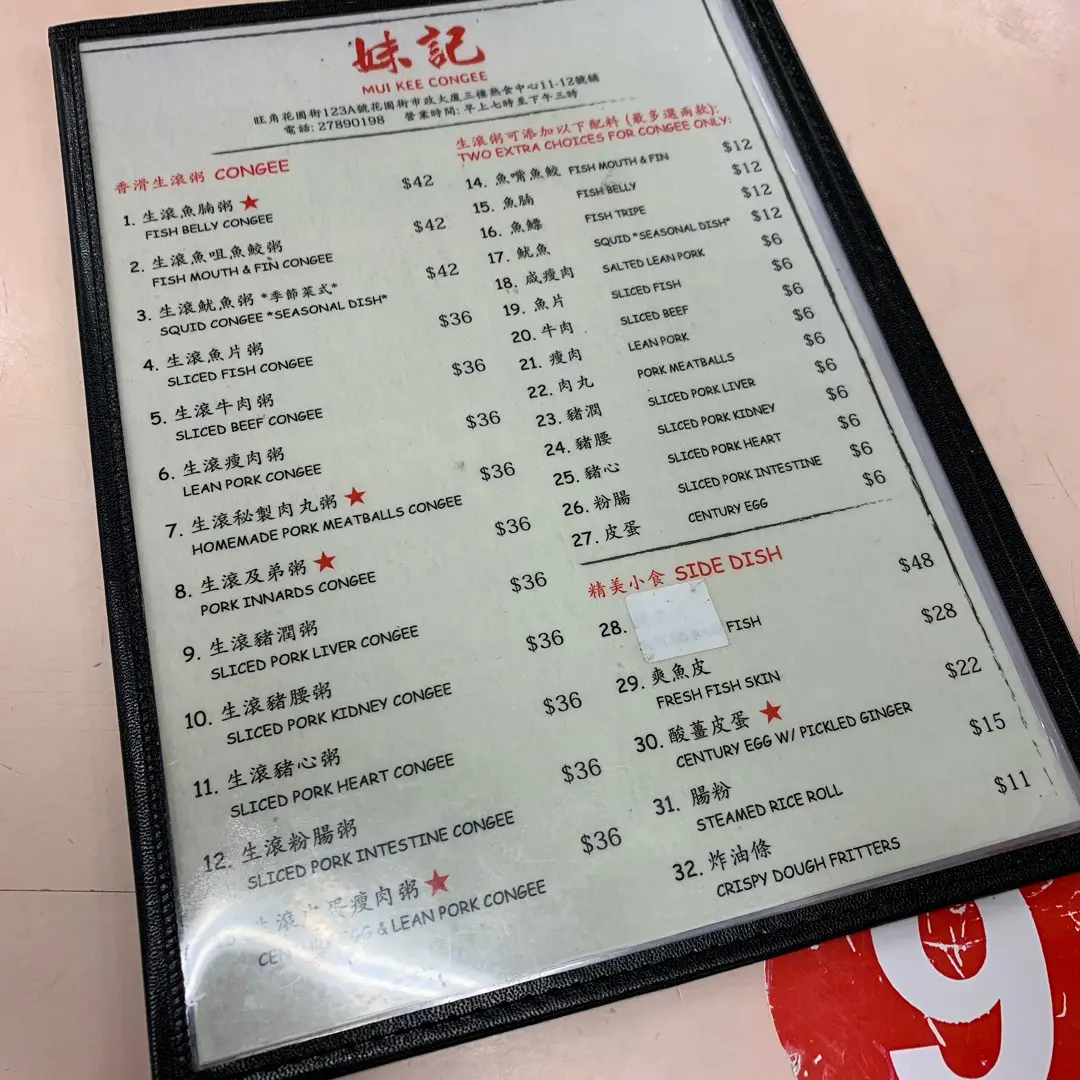 妹記
MUI KEE CONGEE
旺角花園街123A號花園街市政大廈三樓熟食中心11-12號舖
電話: 27890198 營業時間: 早上七時至下午三時
香滑生滾粥 CONGEE
1. 生滾魚腩粥 ★ $42
FISH BELLY CONGEE
2. 生滾魚咀魚鮫粥 $42
FISH MOUTH & FIN CONGEE
3. 生滾魷魚粥 *季節菜式* $42
SQUID CONGEE *SEASONAL DISH*
4. 生滾魚片粥 $36
SLICED FISH CONGEE
5. 生滾牛肉粥 $36
SLICED BEEF CONGEE
6. 生滾瘦肉粥 $36
LEAN PORK CONGEE
7. 生滾秘製肉丸粥 ★ $36
HOMEMADE PORK MEATBALLS CONGEE
8. 生滾及弟粥 ★ $36
PORK INNARDS CONGEE
9. 生滾豬潤粥 $36
SLICED PORK LIVER CONGEE
10. 生滾豬腰粥 $36
SLICED PORK KIDNEY CONGEE
11. 生滾豬心粥 $36
SLICED PORK HEART CONGEE
12. 生滾粉腸粥 $36
SLICED PORK INTESTINE CONGEE
生滾皮蛋瘦肉粥 ★ $36
CENTURY EGG & LEAN PORK CONGEE
生滾粥可添加以下配料 (最多選兩款):
TWO EXTRA CHOICES FOR CONGEE ONLY:
14. 魚嘴魚鮫 FISH MOUTH & FIN $12
15. 魚腩 FISH BELLY $12
16. 魚鰾 FISH TRIPE $12
17. 魷魚 SQUID *SEASONAL DISH* $12
18. 咸瘦肉 SALTED LEAN PORK $6
19. 魚片 SLICED FISH $6
20. 牛肉 SLICED BEEF $6
21. 瘦肉 LEAN PORK $6
22. 肉丸 PORK MEATBALLS $6
23. 豬潤 SLICED PORK LIVER $6
24. 豬腰 SLICED PORK KIDNEY $6
25. 豬心 SLICED PORK HEART $6
26. 粉腸 SLICED PORK INTESTINE $6
27. 皮蛋 CENTURY EGG $6
精美小食 SIDE DISH
28. FISH $48
29. 爽魚皮 $28
FRESH FISH SKIN
30. 酸薑皮蛋 ★ $22
CENTURY EGG W/ PICKLED GINGER
31. 腸粉 $15
STEAMED RICE ROLL
32. 炸油條 $11
CRISPY DOUGH FRITTERS
9